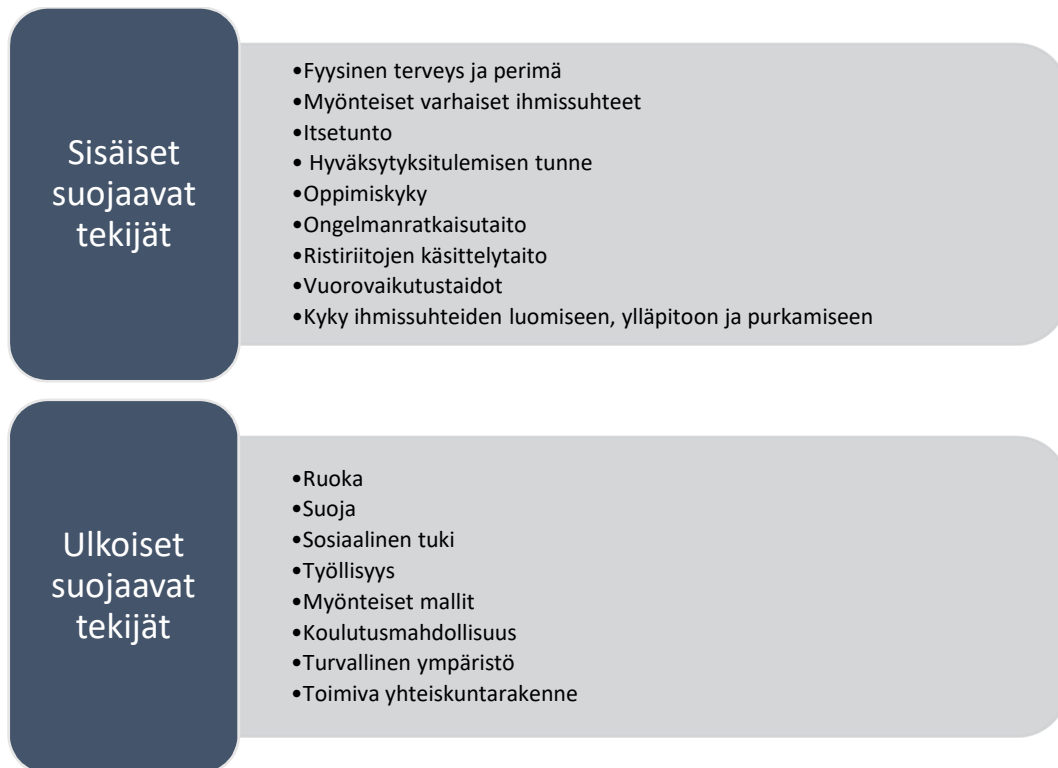 Sisäiset
suojaavat
tekijät
•Fyysinen terveys ja perimä
•Myönteiset varhaiset ihmissuhteet
•Itsetunto
• Hyväksytyksitulemisen tunne
•Oppimiskyky
•Ongelmanratkaisutaito
•Ristiriitojen käsittelytaito
•Vuorovaikutustaidot
•Kyky ihmissuhteiden luomiseen, ylläpitoon ja purkamiseen
Ulkoiset
suojaavat
tekijät
•Ruoka
•Suoja
•Sosiaalinen tuki
•Työllisyys
•Myönteiset mallit
•Koulutusmahdollisuus
•Turvallinen ympäristö
•Toimiva yhteiskuntarakenne